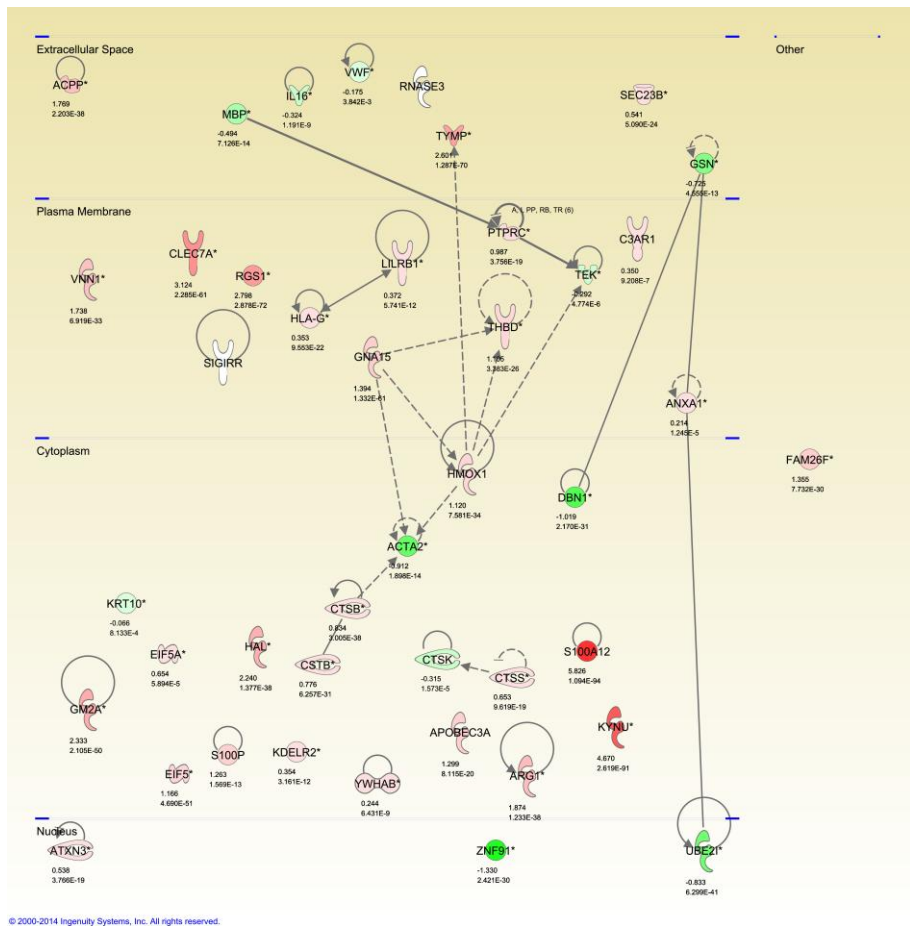 Extracellular Space
Other
ACPP*
1.769
2.203E-38
MBP*
-0.494
7.126E-14
IL16*
-0.324
1.191E-9
VWF*
-0.175
3.842E-3
RNASE3
TYMP*
2.601
1.287E-70
SEC23B*
0.541
5.090E-24
GSN*
-0.725
4.555E-13
Plasma Membrane
VNN1*
1.738
6.919E-33
CLEC7A*
3.124
2.285E-61
RGS1*
2.798
2.878E-72
SIGIRR
HLA-G*
0.353
9.553E-22
LILRB1*
0.372
5.741E-12
GNA15
1.394
1.332E-61
A, I, PP, RB, TR (6)
PTPRC*
0.987
3.756E-19
THBD*
3.383E-26
TEK*
4.774E-6
C3AR1
0.350
9.208E-7
ANXA1*
0.214
1.245E-5
Cytoplasm
HMOX1
1.120
7.581E-34
DBN1*
-1.019
2.170E-31
FAM26F*
1.355
7.732E-30
ACTA2*
1.898E-14
KRT10*
-0.066
8.133E-4
EIF5A*
0.654
5.894E-5
HAL*
2.240
1.377E-38
CTSB*
0.834
3.005E-38
CSTB*
0.776
6.257E-31
CTSK
-0.315
1.573E-5
CTSS*
0.653
9.619E-19
S100A12
5.826
1.094E-94
GM2A*
2.333
2.105E-50
EIF5*
1.166
4.690E-51
S100P
1.263
1.569E-13
KDELR2*
0.354
3.161E-12
YWHAB*
0.244
6.431E-9
APOBEC3A
1.299
8.115E-20
ARG1*
1.874
1.233E-38
KYNU*
4.670
2.619E-91
Nucleus
ATXN3*
0.538
3.766E-19
ZNF91*
-1.330
2.421E-30
UBE2I*
-0.833
6.299E-41
© 2000-2014 Ingenuity Systems, Inc. All rights reserved.